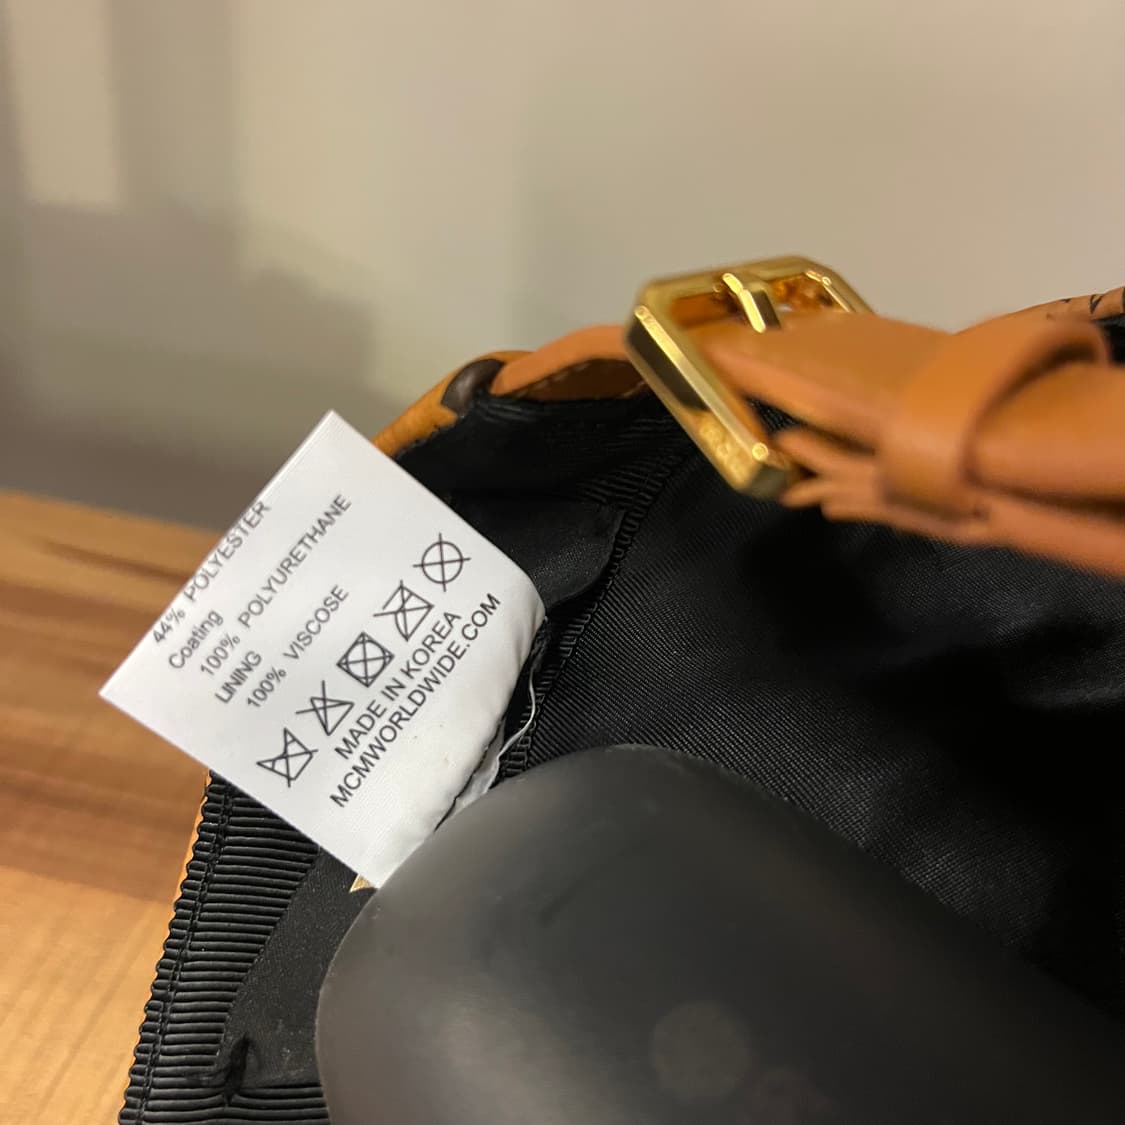 44% POLYESTER
Coating
100% POLYURETHANE
LINING
100% VISCOSE
MADE IN KOREA
MCMWORLDWIDE.COM